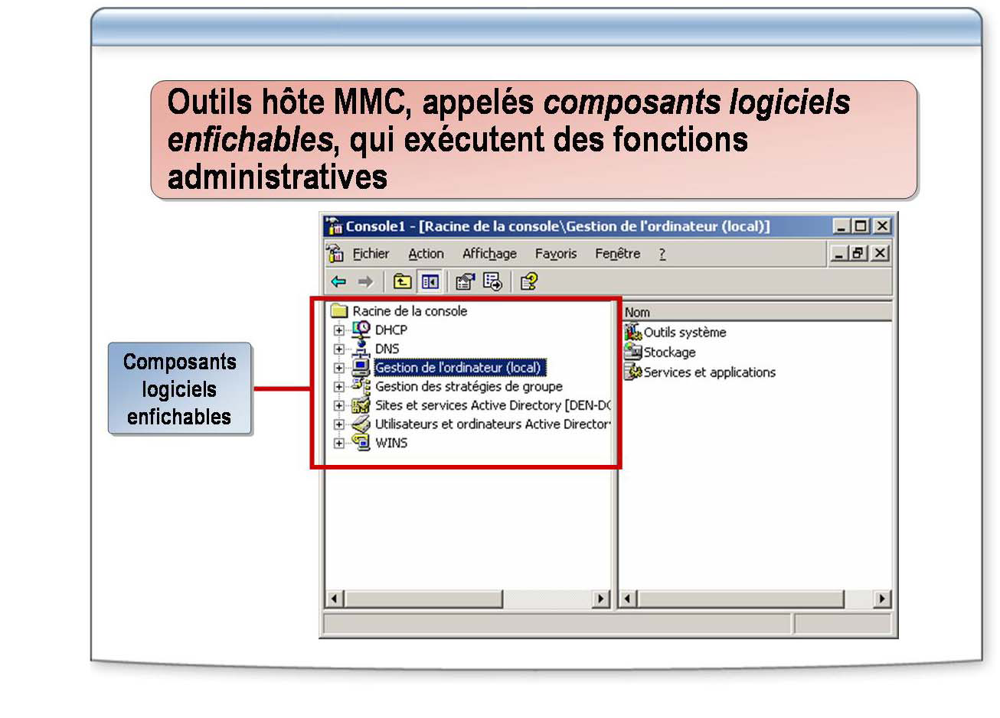 Outils hôte MMC, appelés composants logiciels
enfichables, qui exécutent des fonctions
administratives
Console1 - [Racine de la console\Gestion de l'ordinateur (local)]
Fichier Action Affichage Favoris Fenêtre ?
Racine de la console
DHCP
DNS
Gestion de l'ordinateur (local)
Gestion des stratégies de groupe
Sites et services Active Directory [DEN-DC
Utilisateurs et ordinateurs Active Director
WINS
Nom
Outils système
Stockage
Services et applications
Composants
logiciels
enfichables